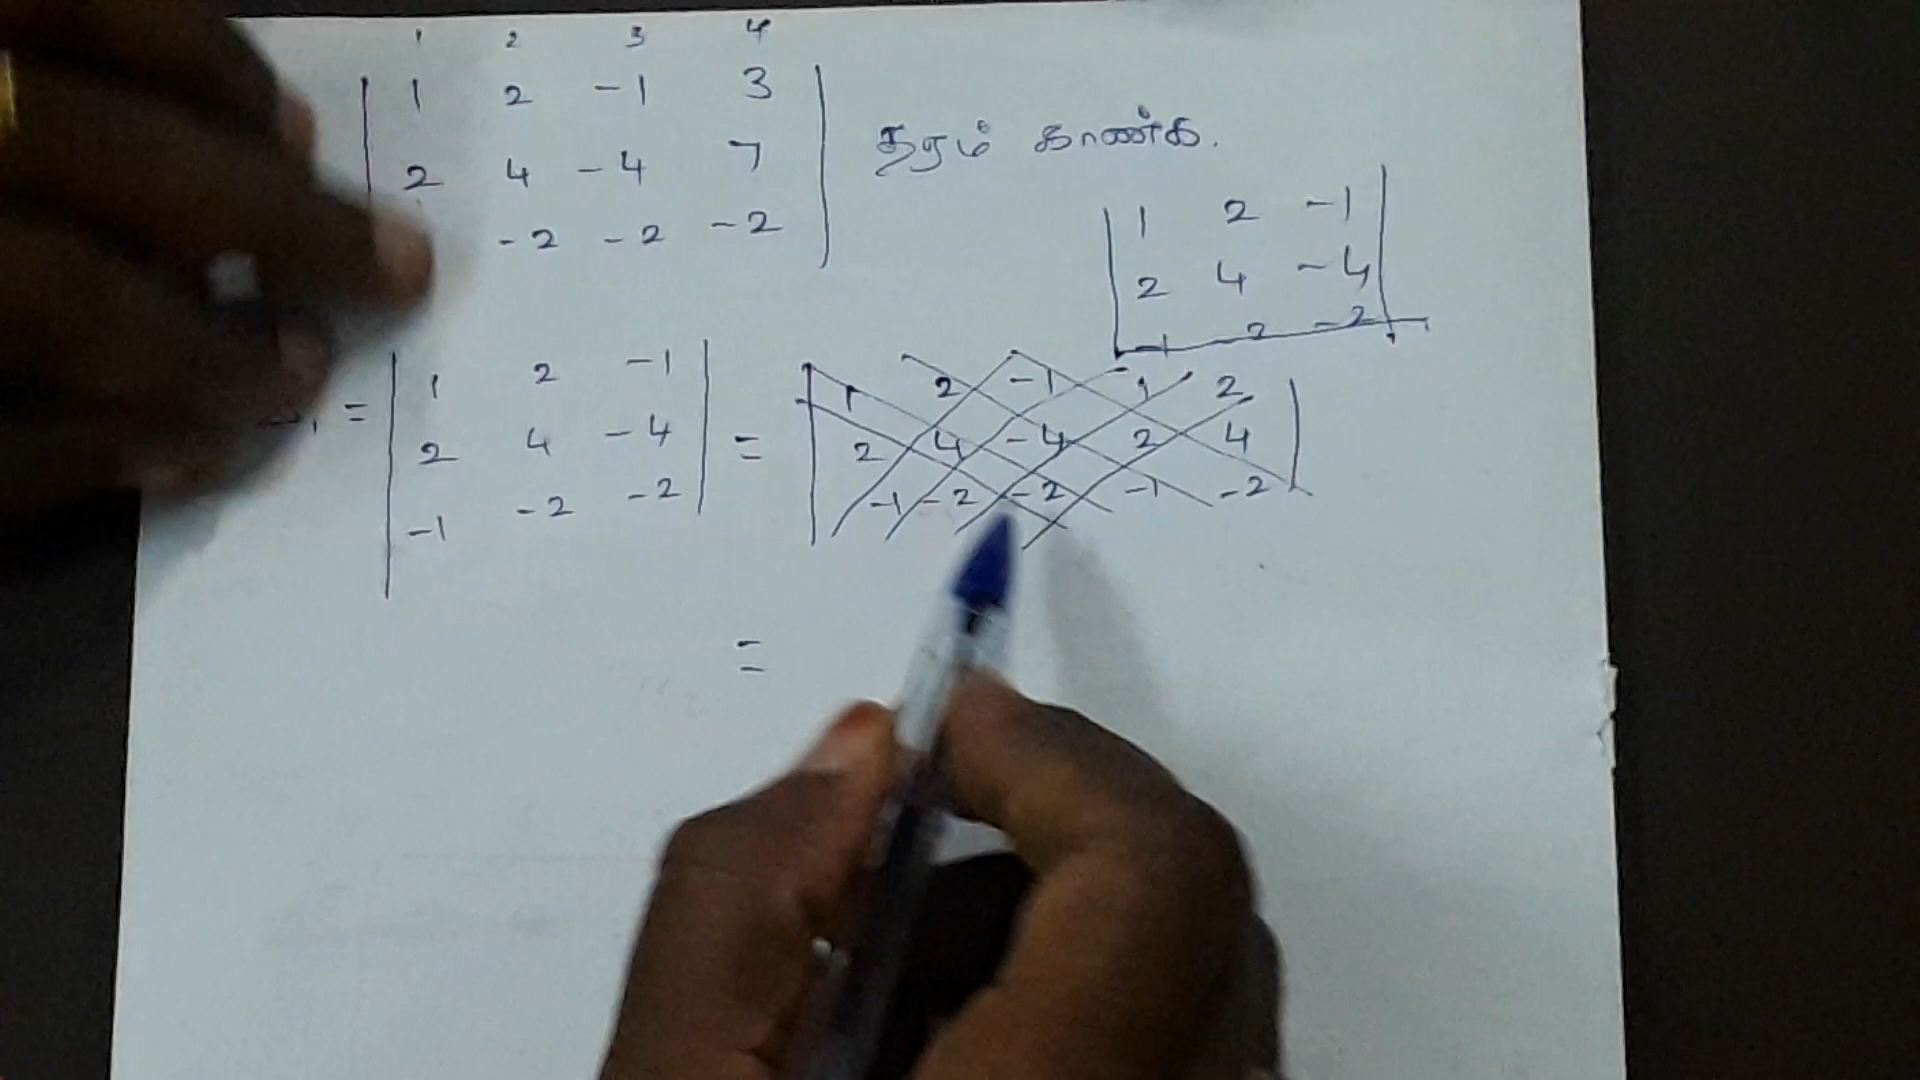 1 2 3 4
1 2 -1 3
2 4 -4 7
-2 -2 -2
தரம் காண்க.
1 2 -1
2 4 -4
-1 -2 -2
= 1 2 -1 = 1 2 -1 1 2
2 4 -4 2 4 -4 2 4
-1 -2 -2 -1 -2 -2 -1 -2
=